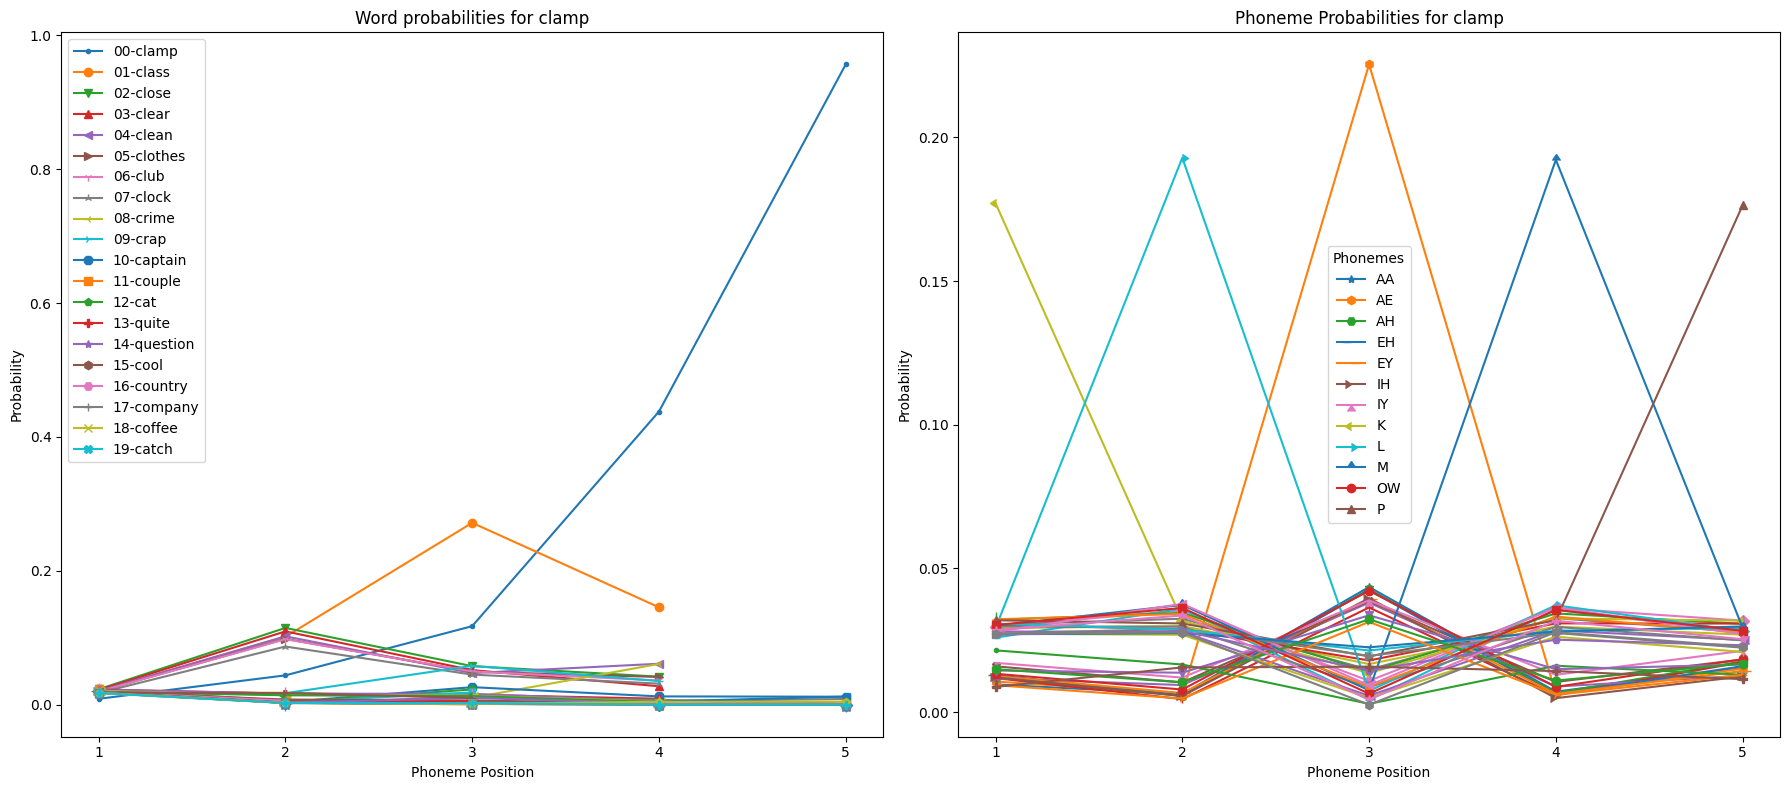 Word probabilities for clamp
Probability
1.0
0.8
0.6
0.4
0.2
0.0
00-clamp
01-class
02-close
03-clear
04-clean
05-clothes
06-club
07-clock
08-crime
09-crap
10-captain
11-couple
12-cat
13-quite
14-question
15-cool
16-country
17-company
18-coffee
19-catch
1 2 3 4 5
Phoneme Position
Phoneme Probabilities for clamp
Probability
0.20
0.15
0.10
0.05
0.00
Phonemes
AA
AE
AH
EH
EY
IH
IY
K
L
M
OW
P
1 2 3 4 5
Phoneme Position